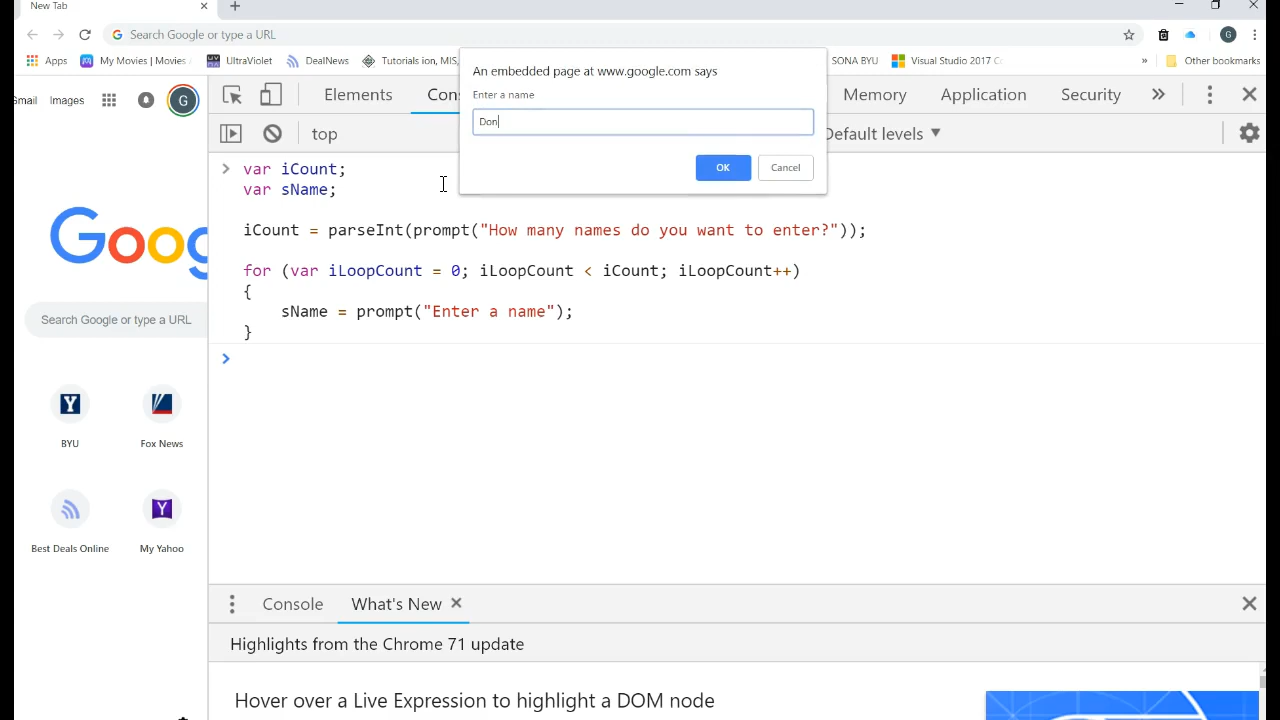 New Tab
Search Google or type a URL
Apps My Movies | Movies UltraViolet DealNews Tutorials ion, MIS, SONA BYU Visual Studio 2017 » Other bookmarks
An embedded page at www.google.com says
Enter a name
Don
OK Cancel
Gmail Images G
Elements Con Memory Application Security »
top Default levels ▼
> var iCount;
var sName;
iCount = parseInt(prompt("How many names do you want to enter?"));
for (var iLoopCount = 0; iLoopCount < iCount; iLoopCount++)
{
sName = prompt("Enter a name");
}
>
Goog
Search Google or type a URL
BYU Fox News
Best Deals Online My Yahoo
Console What's New
Highlights from the Chrome 71 update
Hover over a Live Expression to highlight a DOM node